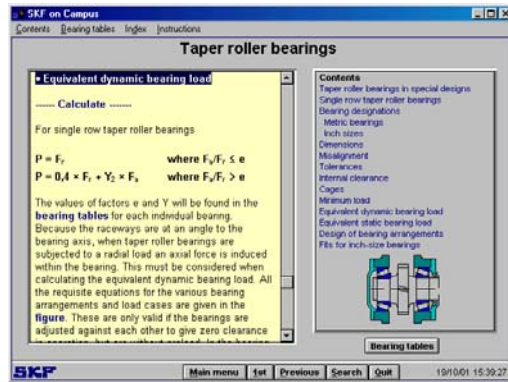 SKF on Campus
Contents Bearing tables Index Instructions
Taper roller bearings
• Equivalent dynamic bearing load
------ Calculate -------
For single row taper roller bearings
P = Fr where Fa/Fr ≤ e
P = 0,4 × Fr + Y2 × Fa where Fa/Fr > e
The values of factors e and Y will be found in the
bearing tables for each individual bearing.
Because the raceways are at an angle to the
bearing axis, when taper roller bearings are
subjected to a radial load an axial force is induced
within the bearing. This must be considered when
calculating the equivalent dynamic bearing load. All
the requisite equations for the various bearing
arrangements and load cases are given in the
figure. These are only valid if the bearings are
adjusted against each other to give zero clearance
in operation, but are without preload. In the bearing
Contents
Taper roller bearings in special designs
Single row taper roller bearings
Bearing designations
Metric bearings
Inch sizes
Dimensions
Misalignment
Tolerances
Internal clearance
Cages
Minimum load
Equivalent dynamic bearing load
Equivalent static bearing load
Design of bearing arrangements
Fits for inch-size bearings
Bearing tables
SKF Main menu 1st Previous Search Quit 19/10/01 15:39:27